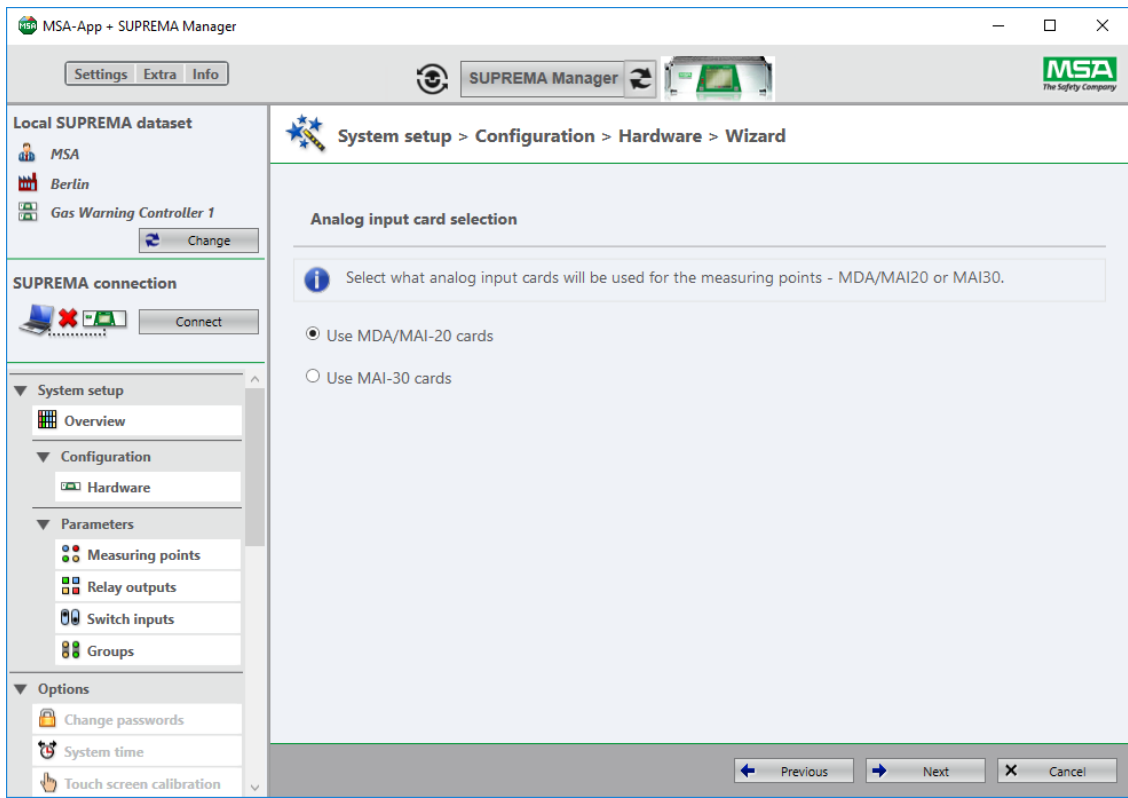 MSA-App + SUPREMA Manager
Settings Extra Info
SUPREMA Manager
MSA
The Safety Company
Local SUPREMA dataset
MSA
Berlin
Gas Warning Controller 1
Change
SUPREMA connection
Connect
System setup
Overview
Configuration
Hardware
Parameters
Measuring points
Relay outputs
Switch inputs
Groups
Options
Change passwords
System time
Touch screen calibration
System setup > Configuration > Hardware > Wizard
Analog input card selection
Select what analog input cards will be used for the measuring points - MDA/MAI20 or MAI30.
Use MDA/MAI-20 cards
Use MAI-30 cards
Previous
Next
Cancel